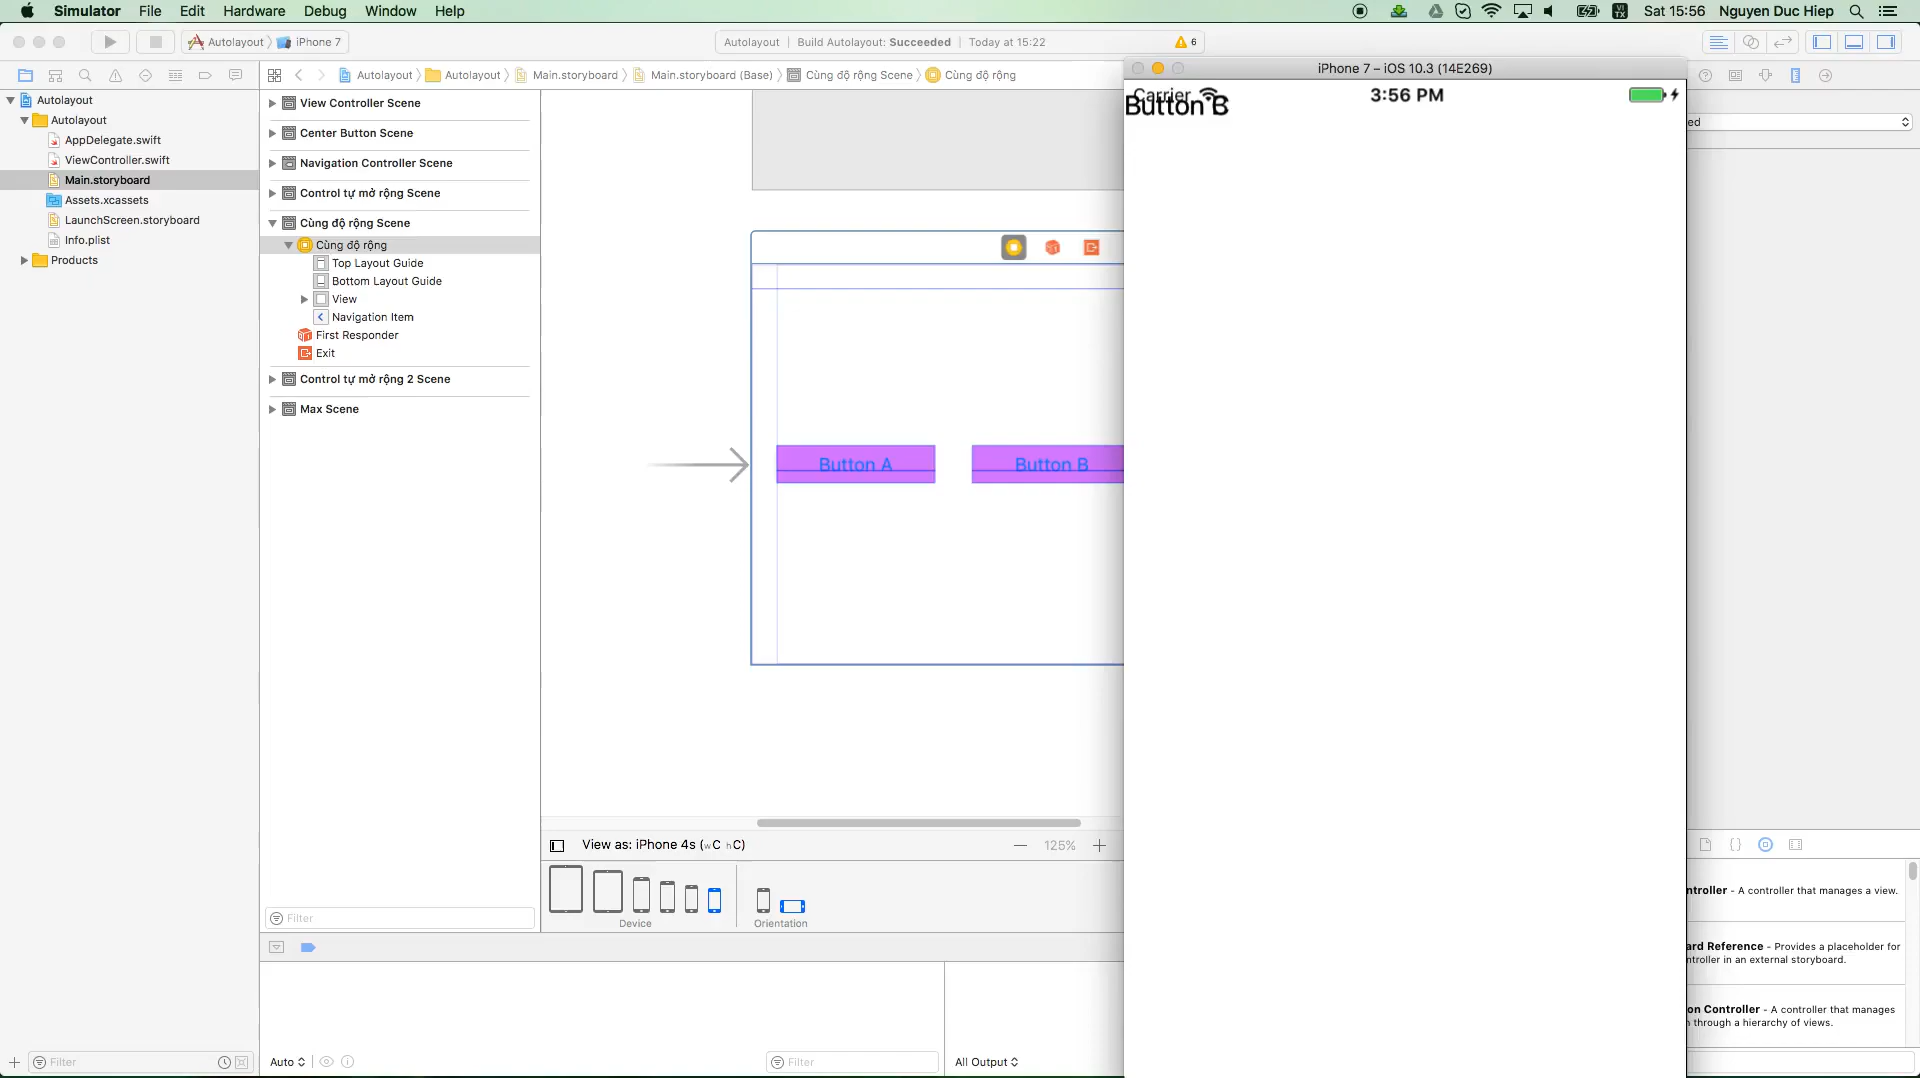 Simulator File Edit Hardware Debug Window Help
Sat 15:56 Nguyen Duc Hiep
Autolayout iPhone 7
Autolayout | Build Autolayout: Succeeded | Today at 15:22
6
Autolayout Autolayout Main.storyboard Main.storyboard (Base) Cùng độ rộng Scene Cùng độ rộng
Autolayout
Autolayout
AppDelegate.swift
ViewController.swift
Main.storyboard
Assets.xcassets
LaunchScreen.storyboard
Info.plist
Products
View Controller Scene
Center Button Scene
Navigation Controller Scene
Control tự mở rộng Scene
Cùng độ rộng Scene
Cùng độ rộng
Top Layout Guide
Bottom Layout Guide
View
Navigation Item
First Responder
Exit
Control tự mở rộng 2 Scene
Max Scene
Button A
Button B
iPhone 7 – iOS 10.3 (14E269)
Carrier
3:56 PM
Button B
ed
View as: iPhone 4s (wC hC)
125%
Device
Orientation
Filter
ntroller - A controller that manages a view.
ard Reference - Provides a placeholder for
ntroller in an external storyboard.
on Controller - A controller that manages
n through a hierarchy of views.
Filter
Auto
Filter
All Output